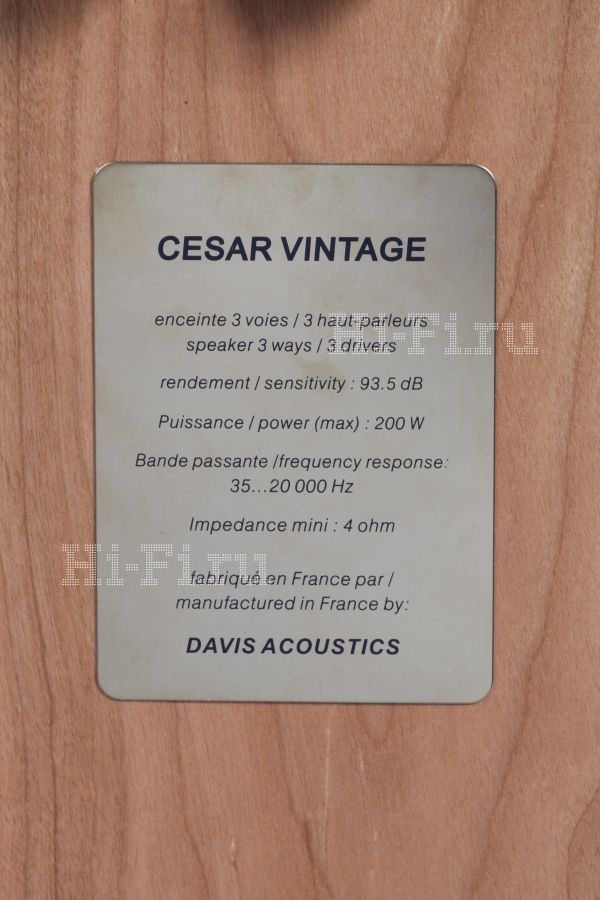 CESAR VINTAGE
enceinte 3 voies / 3 haut-parleurs
speaker 3 ways / 3 drivers
Hi-Fi.ru
rendement / sensitivity : 93.5 dB
Puissance / power (max) : 200 W
Bande passante /frequency response:
35...20 000 Hz
Impedance mini : 4 ohm
Hi-Fi.ru
fabriqué en France par /
manufactured in France by:
DAVIS ACOUSTICS